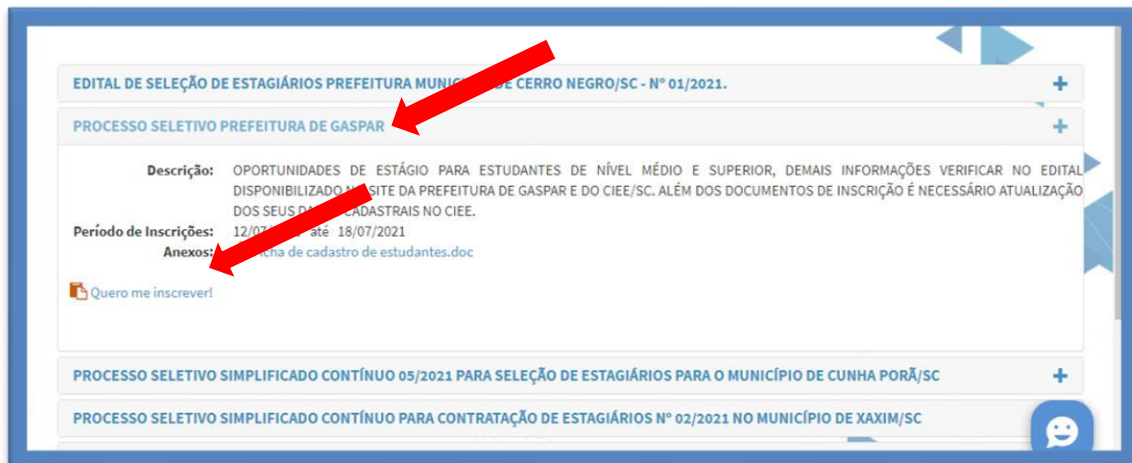 EDITAL DE SELEÇÃO DE ESTAGIÁRIOS PREFEITURA DE CERRO NEGRO/SC - Nº 01/2021.
PROCESSO SELETIVO PREFEITURA DE GASPAR
Descrição: OPORTUNIDADES DE ESTÁGIO PARA ESTUDANTES DE NÍVEL MÉDIO E SUPERIOR, DEMAIS INFORMAÇÕES VERIFICAR NO EDITAL
DISPONIBILIZADO SITE DA PREFEITURA DE GASPAR E DO CIEE/SC. ALÉM DOS DOCUMENTOS DE INSCRIÇÃO É NECESSÁRIO ATUALIZAÇÃO
DOS SEUS CADASTRAIS NO CIEE.
Período de Inscrições: até 18/07/2021
Anexos: de cadastro de estudantes.doc
Quero me inscrever!
PROCESSO SELETIVO SIMPLIFICADO CONTÍNUO 05/2021 PARA SELEÇÃO DE ESTAGIÁRIOS PARA O MUNICÍPIO DE CUNHA PORÃ/SC
PROCESSO SELETIVO SIMPLIFICADO CONTÍNUO PARA CONTRATAÇÃO DE ESTAGIÁRIOS Nº 02/2021 NO MUNICÍPIO DE XAXIM/SC